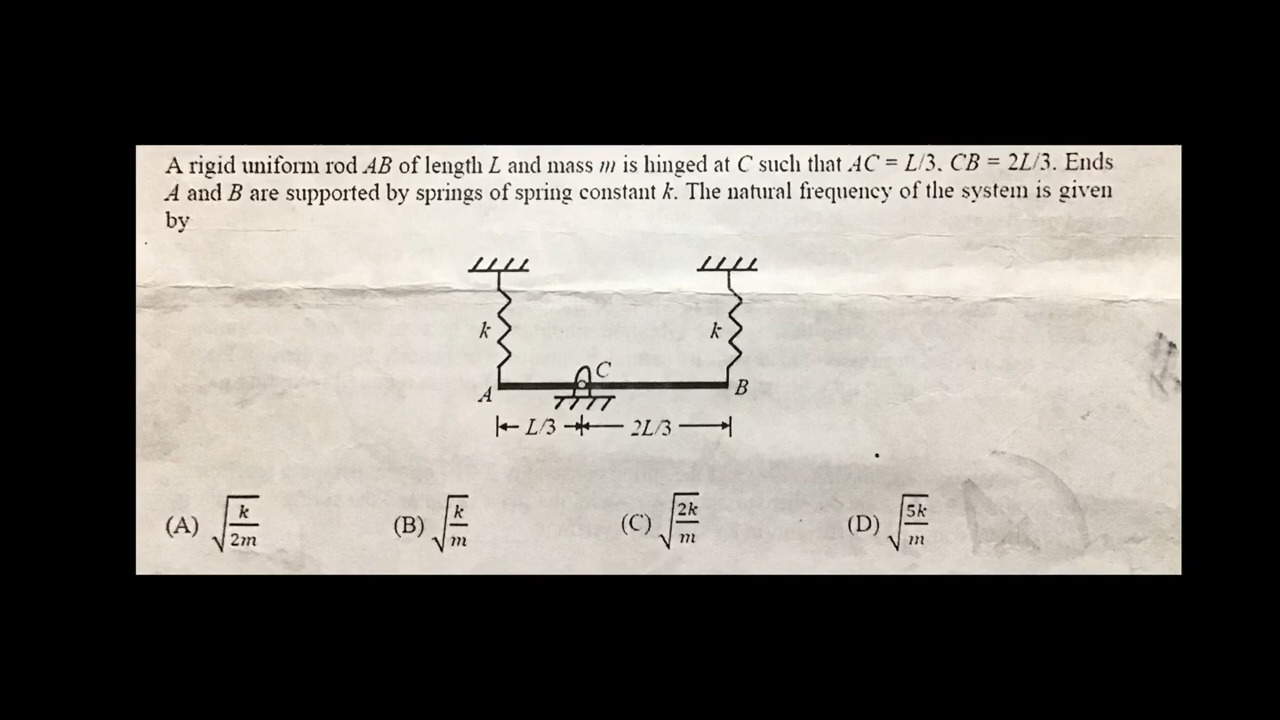 A rigid uniform rod AB of length L and mass m is hinged at C such that AC = L/3. CB = 2L/3. Ends
A and B are supported by springs of spring constant k. The natural frequency of the system is given
by
k k
C
A B
L/3 2L/3
(A) √(k/2m) (B) √(k/m) (C) √(2k/m) (D) √(5k/m)